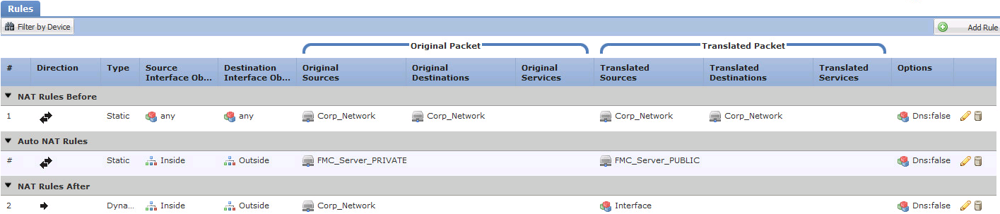 Rules
Filter by Device
Add Rule
Original Packet Translated Packet
# Direction Type Source Interface Ob... Destination Interface Ob... Original Sources Original Destinations Original Services Translated Sources Translated Destinations Translated Services Options
NAT Rules Before
1 Static any any Corp_Network Corp_Network Corp_Network Corp_Network Dns:false
Auto NAT Rules
# Static Inside Outside FMC_Server_PRIVATE FMC_Server_PUBLIC Dns:false
NAT Rules After
2 Dyna... Inside Outside Corp_Network Interface Dns:false